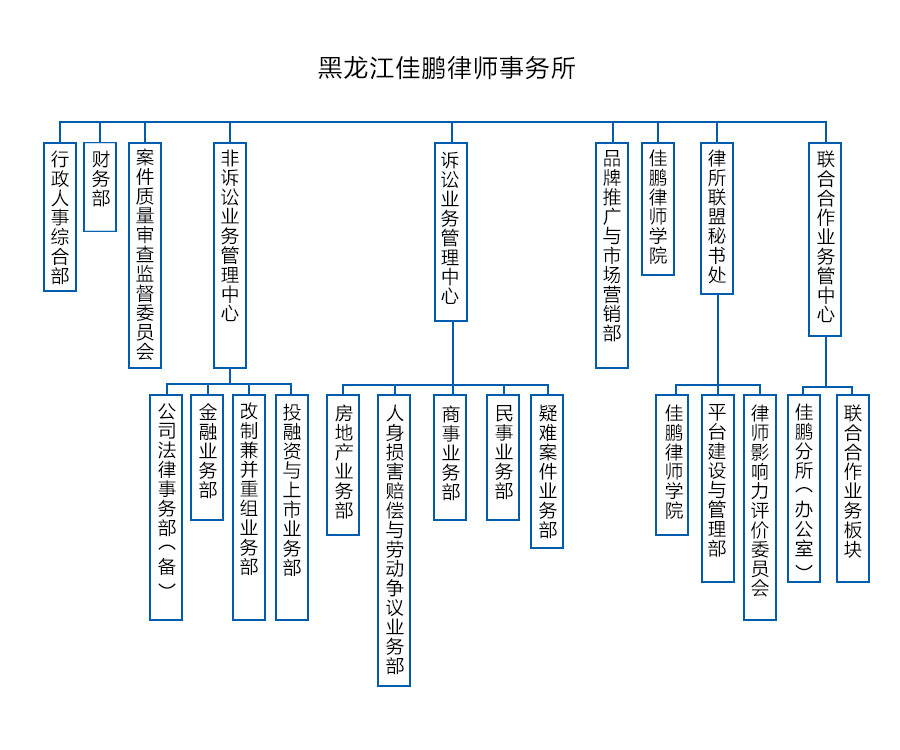 黑龙江佳鹏律师事务所
行政人事综合部
财务部
案件质量审查监督委员会
非诉讼业务管理中心
诉讼业务管理中心
品牌推广与市场营销部
佳鹏律师学院
律所联盟秘书处
联合合作业务管中心
公司法律事务部（备）
金融业务部
改制兼并重组业务部
投融资与上市业务部
房地产业务部
人身损害赔偿与劳动争议业务部
商事业务部
民事业务部
疑难案件业务部
佳鹏律师学院
平台建设与管理部
律师影响力评价委员会
佳鹏分所（办公室）
联合合作业务板块